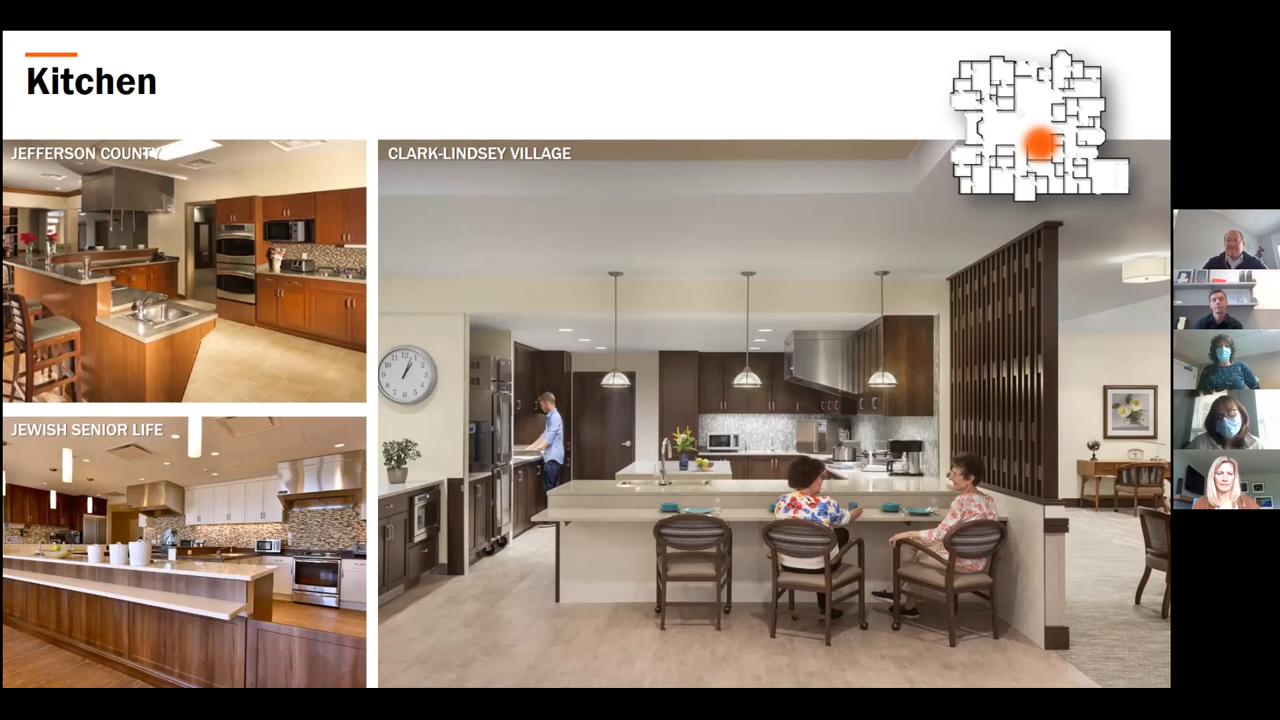 Kitchen
JEFFERSON COUNTY
CLARK-LINDSEY VILLAGE
JEWISH SENIOR LIFE